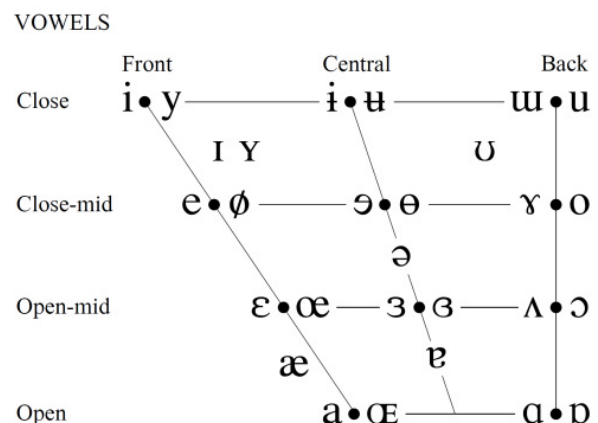 VOWELS
Front Central Back
Close i y ɨ ʉ ɯ u
ɪ ʏ ʊ
Close-mid e ø ɘ ɵ ɤ o
ə
Open-mid ɛ œ ɜ ɞ ʌ ɔ
æ ɐ
Open a ɶ ɑ ɒ